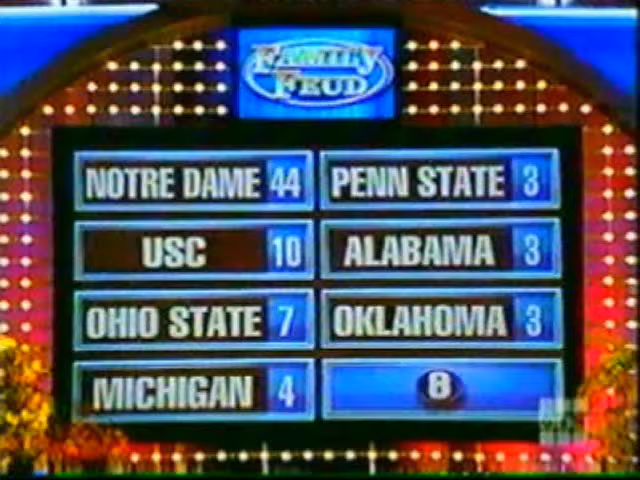 FAMILY
FEUD
NOTRE DAME 44
PENN STATE 3
USC 10
ALABAMA 3
OHIO STATE 7
OKLAHOMA 3
MICHIGAN 4
8